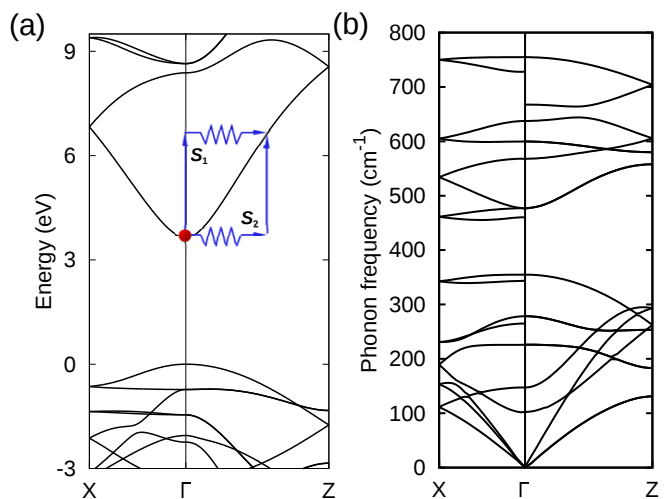 (a)
9
6
3
0
-3
Energy (eV)
X Γ Z
S1
S2
(b)
800
700
600
500
400
300
200
100
0
Phonon frequency (cm-1)
X Γ Z